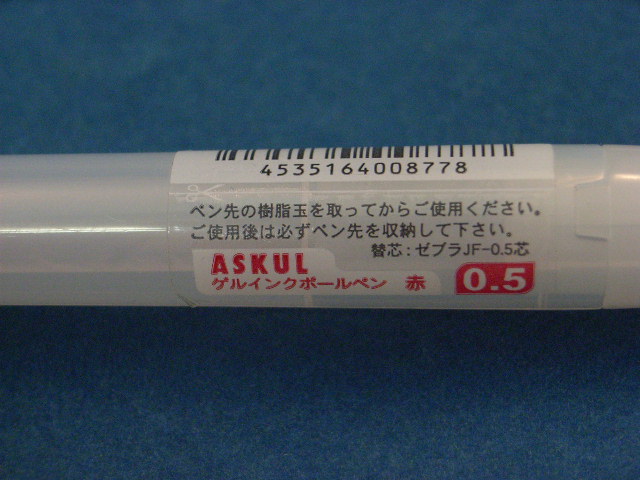 4535164008778
ペン先の樹脂玉を取ってからご使用ください。
ご使用後は必ずペン先を収納して下さい。
替芯：ゼブラJF-0.5芯
ASKUL
ゲルインクボールペン 赤 0.5